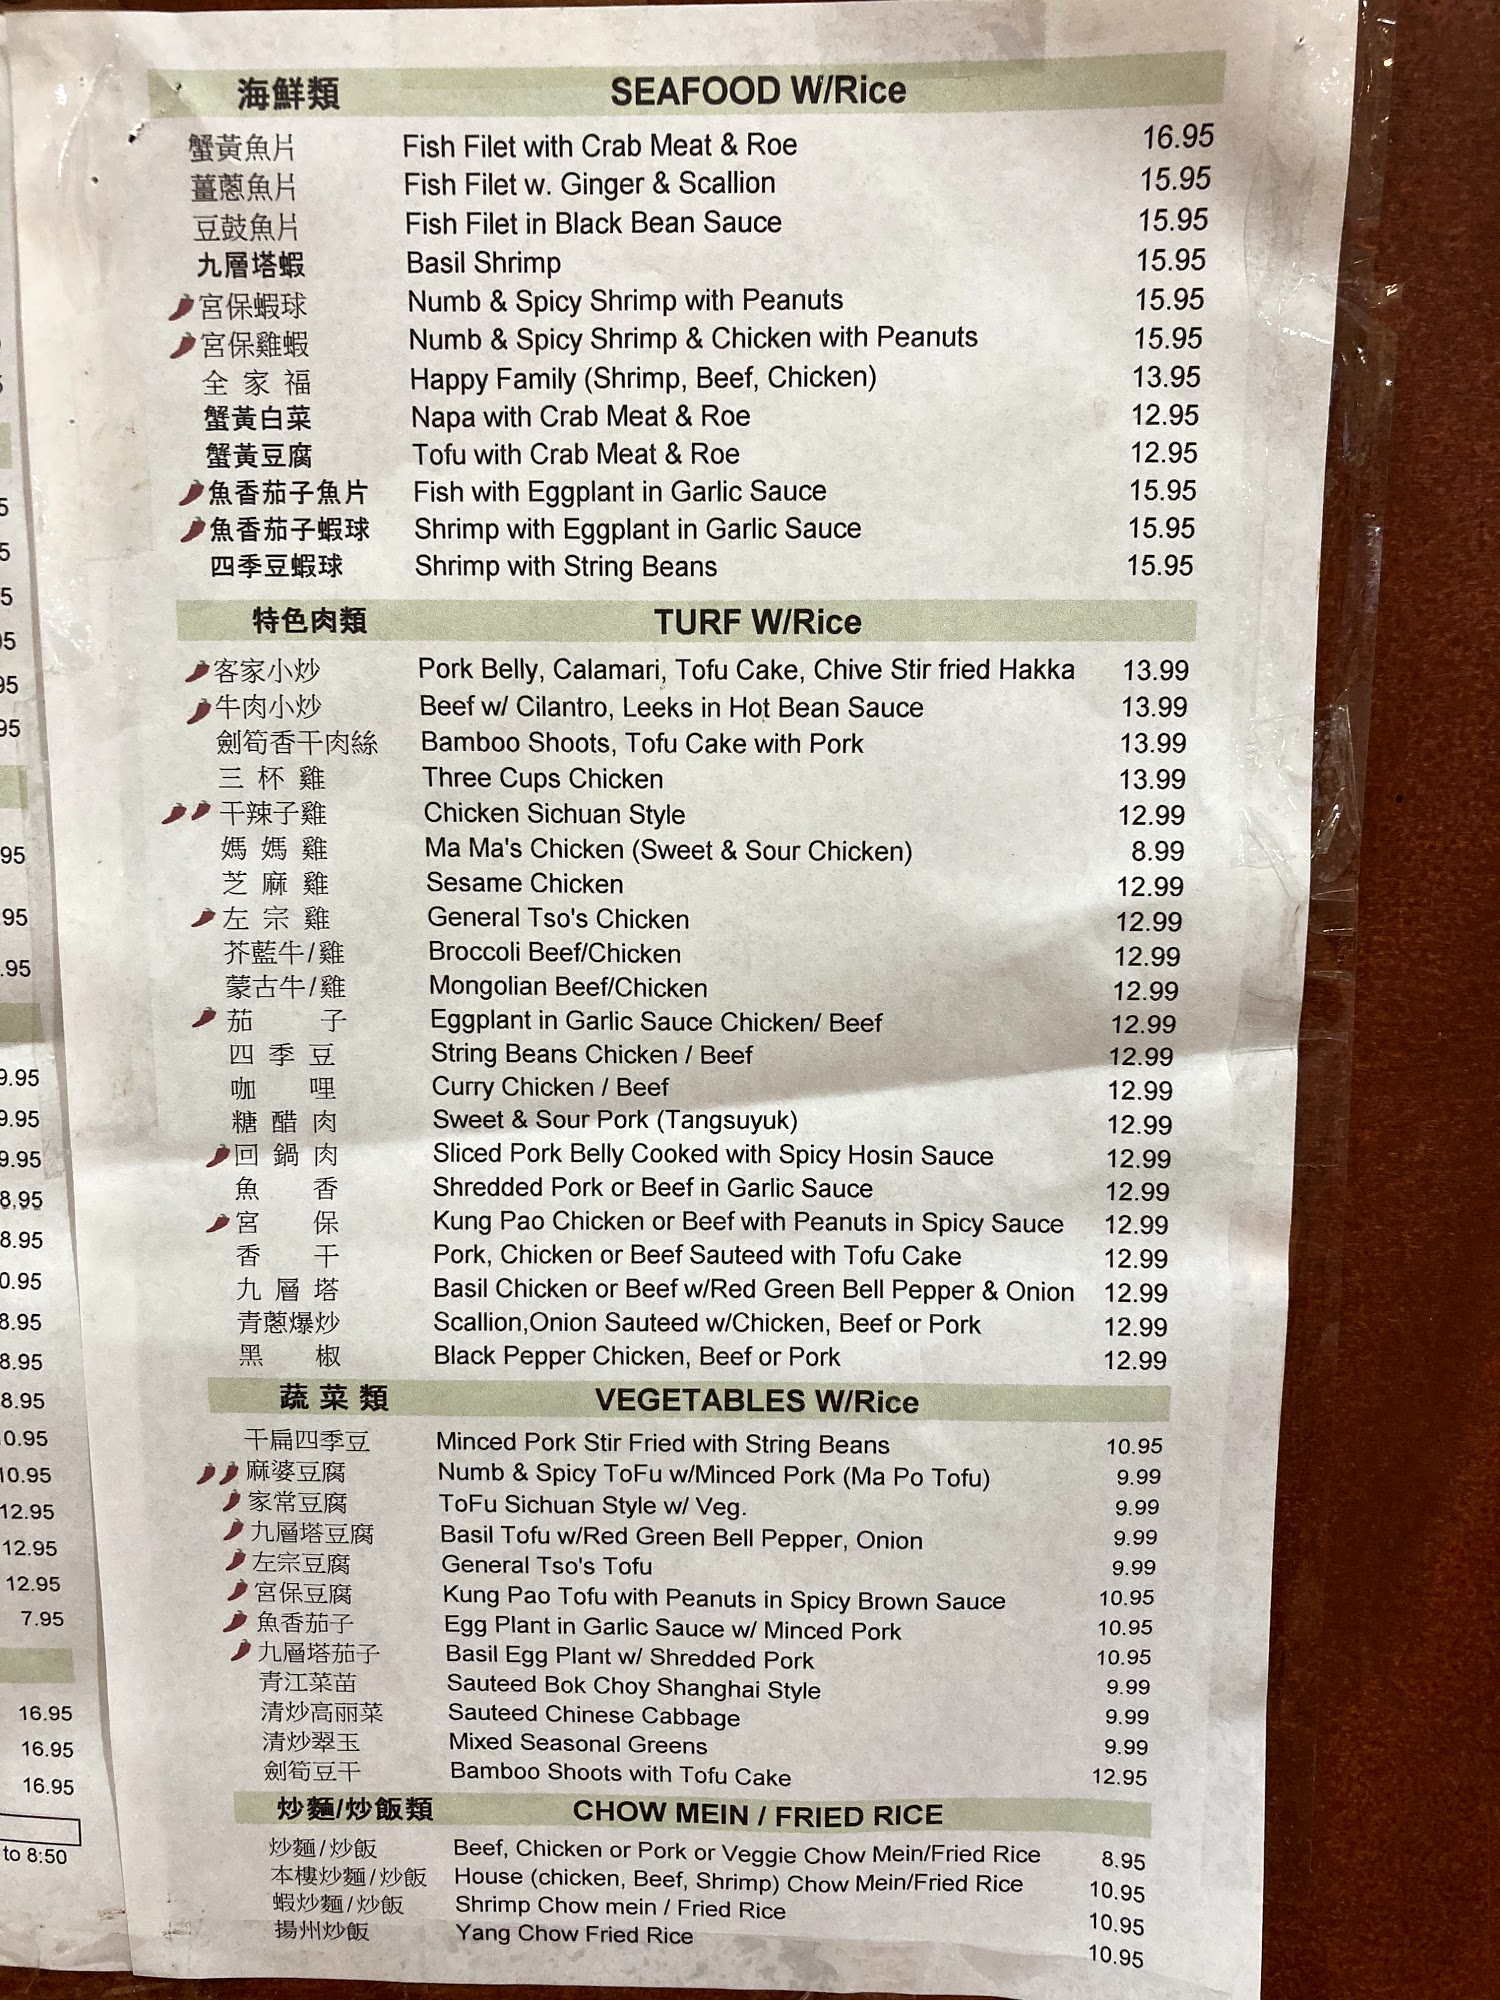 海鮮類 SEAFOOD W/Rice
蟹黃魚片 Fish Filet with Crab Meat & Roe 16.95
薑蔥魚片 Fish Filet w. Ginger & Scallion 15.95
豆鼓魚片 Fish Filet in Black Bean Sauce 15.95
九層塔蝦 Basil Shrimp 15.95
宮保蝦球 Numb & Spicy Shrimp with Peanuts 15.95
宮保雞蝦 Numb & Spicy Shrimp & Chicken with Peanuts 15.95
全家福 Happy Family (Shrimp, Beef, Chicken) 13.95
蟹黃白菜 Napa with Crab Meat & Roe 12.95
蟹黃豆腐 Tofu with Crab Meat & Roe 12.95
魚香茄子魚片 Fish with Eggplant in Garlic Sauce 15.95
魚香茄子蝦球 Shrimp with Eggplant in Garlic Sauce 15.95
四季豆蝦球 Shrimp with String Beans 15.95
特色肉類 TURF W/Rice
客家小炒 Pork Belly, Calamari, Tofu Cake, Chive Stir fried Hakka 13.99
牛肉小炒 Beef w/ Cilantro, Leeks in Hot Bean Sauce 13.99
劍筍香干肉絲 Bamboo Shoots, Tofu Cake with Pork 13.99
三杯雞 Three Cups Chicken 13.99
干辣子雞 Chicken Sichuan Style 12.99
媽媽雞 Ma Ma's Chicken (Sweet & Sour Chicken) 8.99
芝麻雞 Sesame Chicken 12.99
左宗雞 General Tso's Chicken 12.99
芥藍牛/雞 Broccoli Beef/Chicken 12.99
蒙古牛/雞 Mongolian Beef/Chicken 12.99
茄子 Eggplant in Garlic Sauce Chicken/ Beef 12.99
四季豆 String Beans Chicken / Beef 12.99
咖哩 Curry Chicken / Beef 12.99
糖醋肉 Sweet & Sour Pork (Tangsuyuk) 12.99
回鍋肉 Sliced Pork Belly Cooked with Spicy Hosin Sauce 12.99
魚香 Shredded Pork or Beef in Garlic Sauce 12.99
宮保 Kung Pao Chicken or Beef with Peanuts in Spicy Sauce 12.99
香干 Pork, Chicken or Beef Sauteed with Tofu Cake 12.99
九層塔 Basil Chicken or Beef w/Red Green Bell Pepper & Onion 12.99
青蔥爆炒 Scallion,Onion Sauteed w/Chicken, Beef or Pork 12.99
黑椒 Black Pepper Chicken, Beef or Pork 12.99
蔬菜類 VEGETABLES W/Rice
干扁四季豆 Minced Pork Stir Fried with String Beans 10.95
麻婆豆腐 Numb & Spicy ToFu w/Minced Pork (Ma Po Tofu) 9.99
家常豆腐 ToFu Sichuan Style w/ Veg. 9.99
九層塔豆腐 Basil Tofu w/Red Green Bell Pepper, Onion 9.99
左宗豆腐 General Tso's Tofu 9.99
宮保豆腐 Kung Pao Tofu with Peanuts in Spicy Brown Sauce 10.95
魚香茄子 Egg Plant in Garlic Sauce w/ Minced Pork 10.95
九層塔茄子 Basil Egg Plant w/ Shredded Pork 10.95
青江菜苗 Sauteed Bok Choy Shanghai Style 9.99
清炒高丽菜 Sauteed Chinese Cabbage 9.99
清炒翠玉 Mixed Seasonal Greens 9.99
劍筍豆干 Bamboo Shoots with Tofu Cake 12.95
炒麵/炒飯類 CHOW MEIN / FRIED RICE
炒麵/炒飯 Beef, Chicken or Pork or Veggie Chow Mein/Fried Rice 8.95
本樓炒麵/炒飯 House (chicken, Beef, Shrimp) Chow Mein/Fried Rice 10.95
蝦炒麵/炒飯 Shrimp Chow mein / Fried Rice 10.95
揚州炒飯 Yang Chow Fried Rice 10.95
12.95
12.95
12.95
7.95
16.95
16.95
16.95
to 8:50